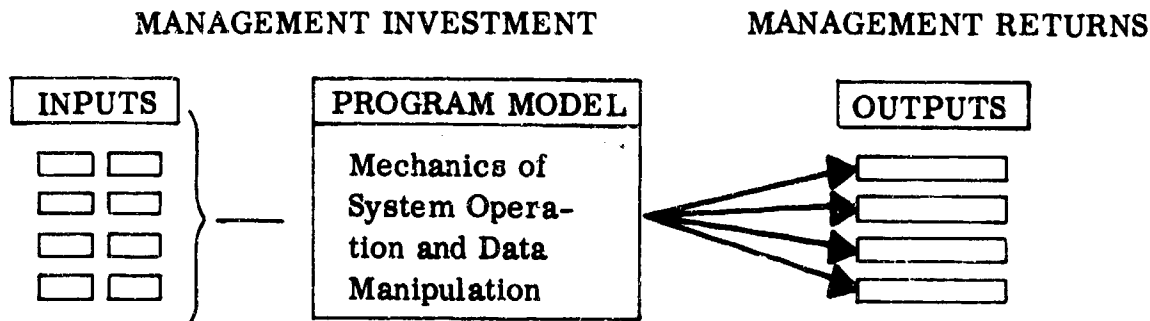 MANAGEMENT INVESTMENT
MANAGEMENT RETURNS
INPUTS
PROGRAM MODEL
OUTPUTS
Mechanics of
System Opera-
tion and Data
Manipulation